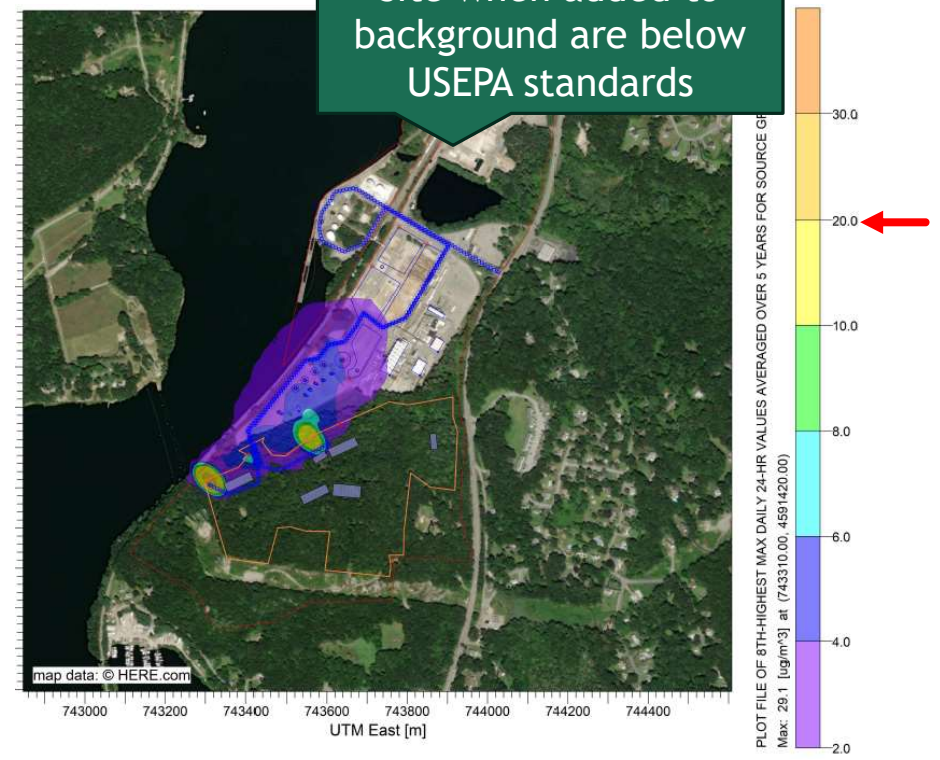 background are below
USEPA standards
PLOT FILE OF 8TH-HIGHEST MAX DAILY 24-HR VALUES AVERAGED OVER 5 YEARS FOR SOURCE
Max: 29.1 [ug/m^3] at (743310.00, 4591420.00)
30.0
20.0
10.0
8.0
6.0
4.0
2.0
map data: © HERE.com
743000 743200 743400 743600 743800 744000 744200 744400
UTM East [m]